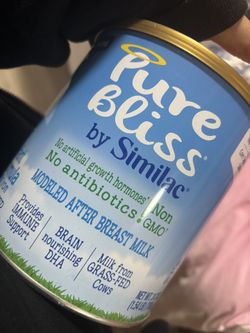 Pure
Bliss®
by Similac®
No artificial growth hormones* Non
No antibiotics. GMO
MODELED AFTER BREAST MILK
Provides
IMMUNE
Support
BRAIN
nourishing
DHA
Milk from
GRASS-FED
Cows